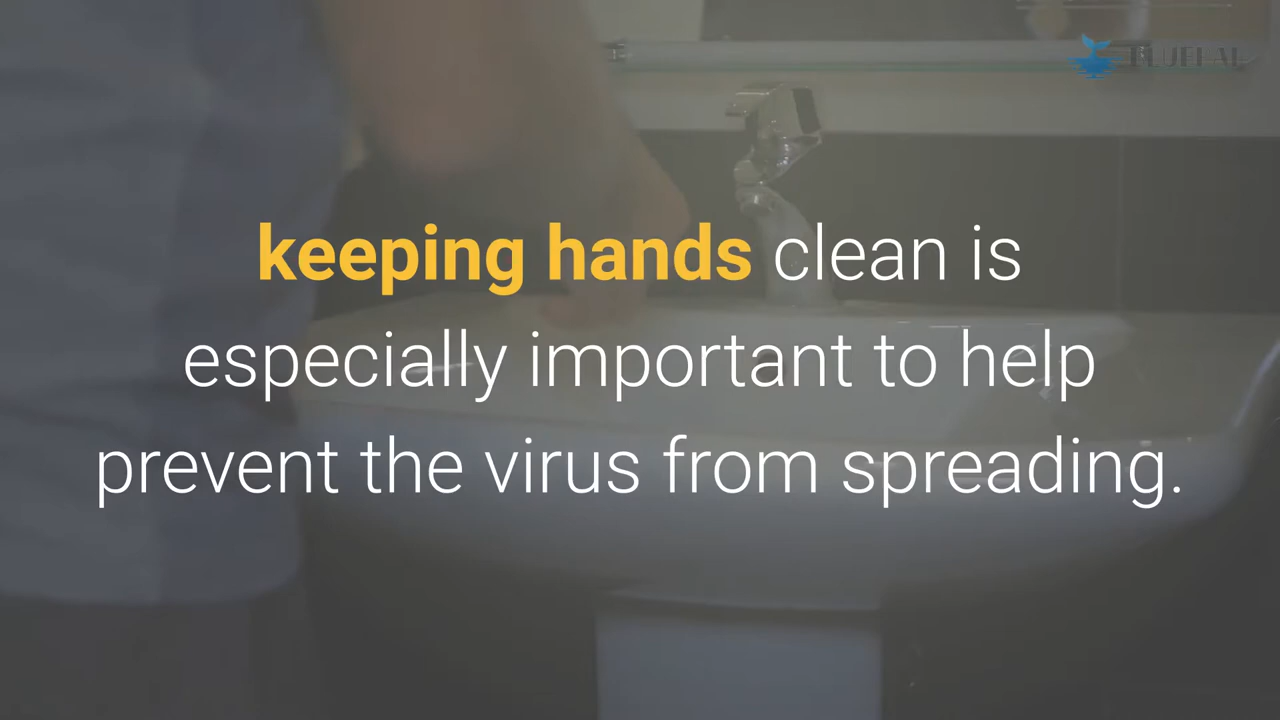 keeping hands clean is
especially important to help
prevent the virus from spreading.